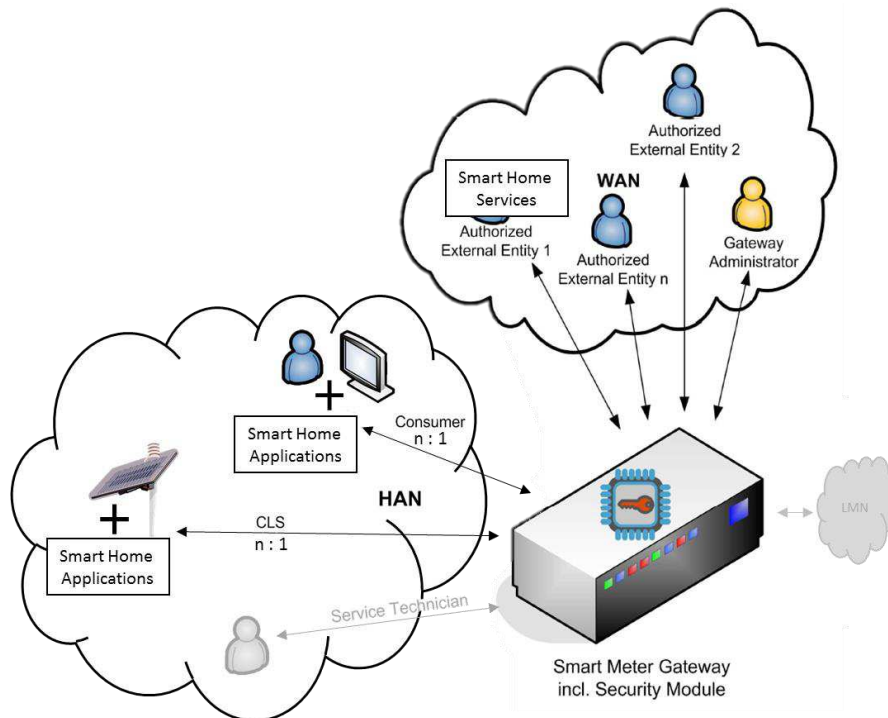 Authorized
External Entity 2
Smart Home
Services
WAN
Authorized
External Entity 1
Authorized
External Entity n
Gateway
Administrator
Consumer
n : 1
Smart Home
Applications
HAN
CLS
n : 1
Smart Home
Applications
LMN
Service Technician
Smart Meter Gateway
incl. Security Module